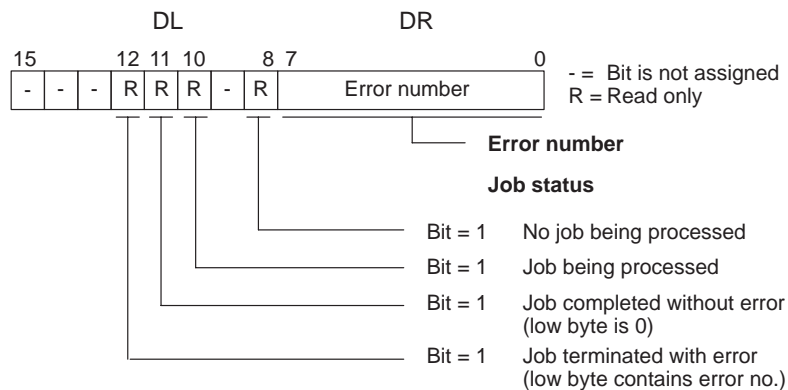 DL DR
15 12 11 10 8 7 0
- - - R R R - R Error number
- = Bit is not assigned
R = Read only
Error number
Job status
Bit = 1 No job being processed
Bit = 1 Job being processed
Bit = 1 Job completed without error
(low byte is 0)
Bit = 1 Job terminated with error
(low byte contains error no.)